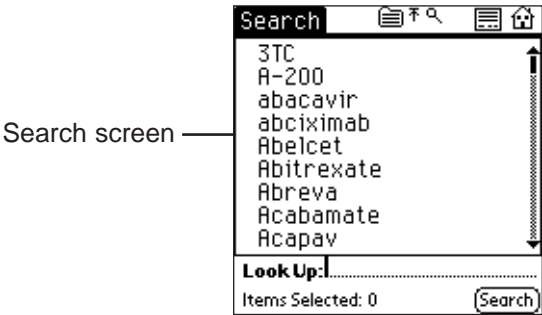 Search
3TC
A-200
abacavir
abciximab
Abelcet
Abitrexate
Abreva
Acabamate
Acapav
Search screen
Look Up:
Items Selected: 0 Search